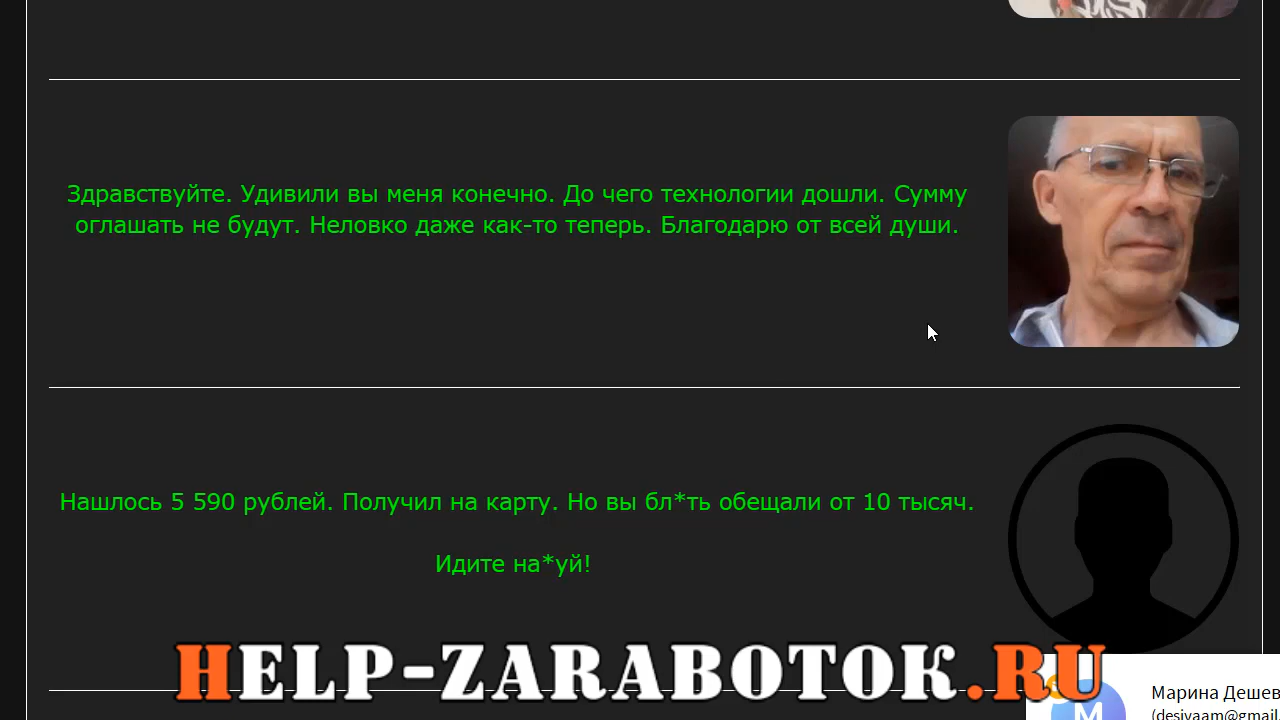 Здравствуйте. Удивили вы меня конечно. До чего технологии дошли. Сумму
оглашать не будут. Неловко даже как-то теперь. Благодарю от всей души.
Нашлось 5 590 рублей. Получил на карту. Но вы бл*ть обещали от 10 тысяч.
Идите на*уй!
HELP-ZARABOTOK.RU
М
Марина Дешев
(desivaam@gmail